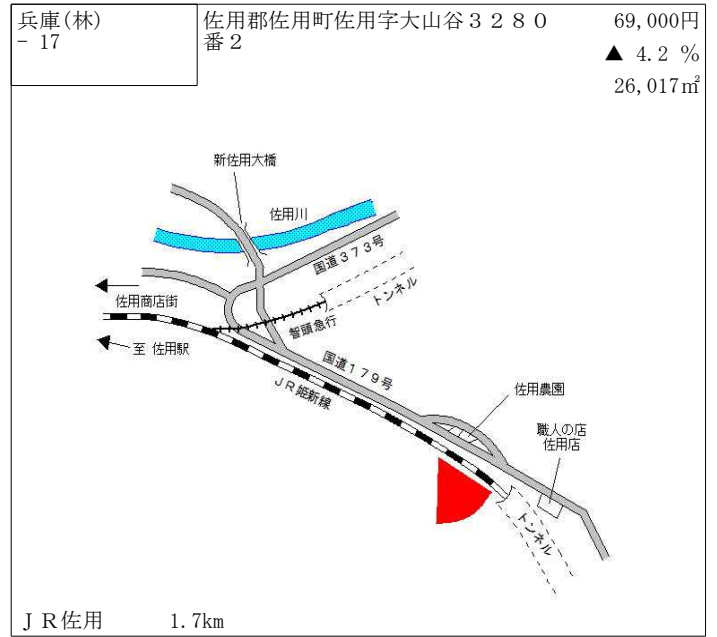 兵庫(林)
- 17
佐用郡佐用町佐用字大山谷３２８０
番２
69,000円
▲ 4.2 %
26,017㎡
新佐用大橋
佐用川
国道３７３号
トンネル
佐用商店街
智頭急行
至 佐用駅
国道１７９号
ＪＲ姫新線
佐用農園
職人の店
佐用店
トンネル
ＪＲ佐用 1.7km